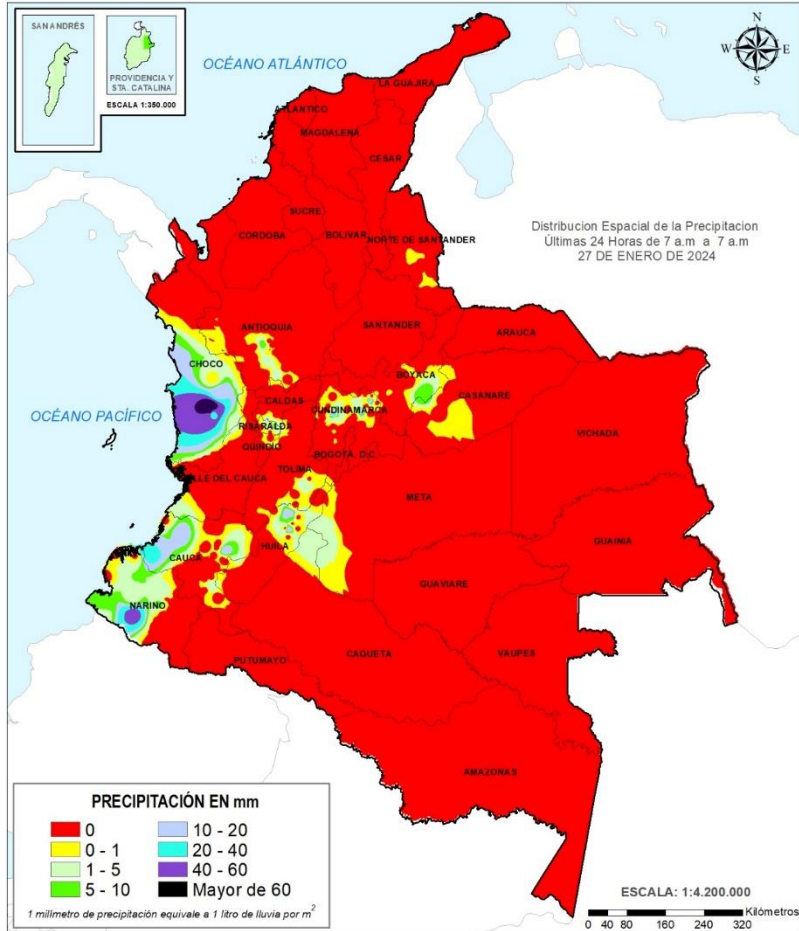 SAN ANDRÉS
PROVIDENCIA Y
STA. CATALINA
ESCALA 1:350.000
OCÉANO ATLÁNTICO
N
W E
S
LA GUAJIRA
ATLANTICO
MAGDALENA
CESAR
SUCRE
CORDOBA
BOLIVAR
NORTE DE SANTANDER
Distribucion Espacial de la Precipitacion
Últimas 24 Horas de 7 a.m a 7 a.m
27 DE ENERO DE 2024
ANTIOQUIA
SANTANDER
ARAUCA
CHOCO
BOYACA
CALDAS
CUNDINAMARCA
CASANARE
OCÉANO PACÍFICO
RISARALDA
VICHADA
QUINDIO
BOGOTA, D.C.
TOLIMA
VALLE DEL CAUCA
META
GUAINIA
HUILA
CAUCA
GUAVIARE
NARINO
CAQUETA
VAUPES
PUTUMAYO
AMAZONAS
PRECIPITACIÓN EN mm
0
10 - 20
0 - 1
20 - 40
1 - 5
40 - 60
5 - 10
Mayor de 60
1 milímetro de precipitación equivale a 1 litro de lluvia por m²
ESCALA: 1:4.200.000
Kilómetros
0 40 80 160 240 320